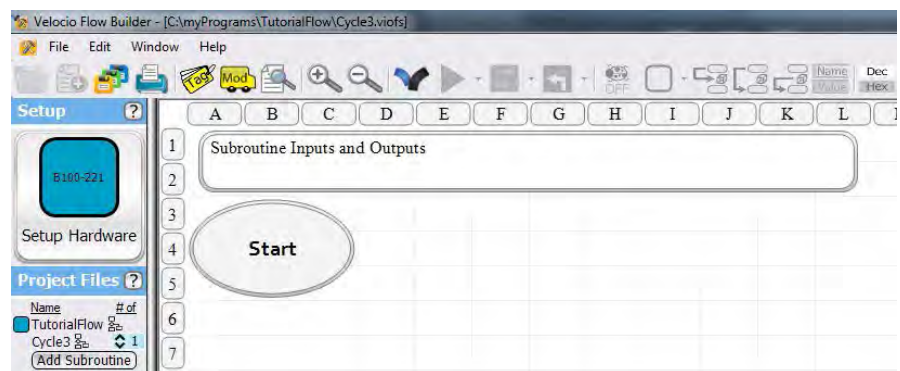 Velocio Flow Builder - [C:\myPrograms\TutorialFlow\Cycle3.viofs]
File Edit Window Help
Tags Mod OFF Name Value Dec Hex
Setup ?
A B C D E F G H I J K L
1 Subroutine Inputs and Outputs
B100-221
2
3
Setup Hardware
4 Start
Project Files ?
5
Name # of
6
TutorialFlow
Cycle3 1
7
Add Subroutine